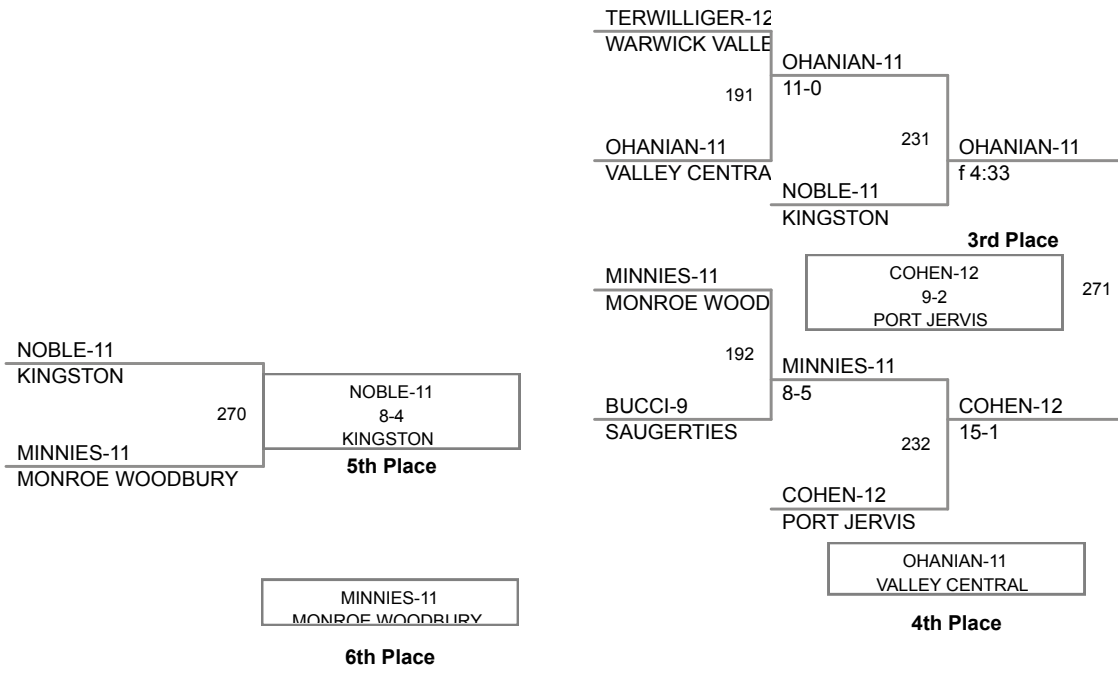 TERWILLIGER-12
WARWICK VALLE
OHANIAN-11
191
11-0
OHANIAN-11
VALLEY CENTRA
231
OHANIAN-11
f 4:33
NOBLE-11
KINGSTON
3rd Place
MINNIES-11
MONROE WOOD
COHEN-12
9-2
PORT JERVIS
271
192
MINNIES-11
8-5
BUCCI-9
SAUGERTIES
COHEN-12
15-1
232
COHEN-12
PORT JERVIS
OHANIAN-11
VALLEY CENTRAL
4th Place
NOBLE-11
KINGSTON
270
NOBLE-11
8-4
KINGSTON
5th Place
MINNIES-11
MONROE WOODBURY
MINNIES-11
MONROE WOODBURY
6th Place